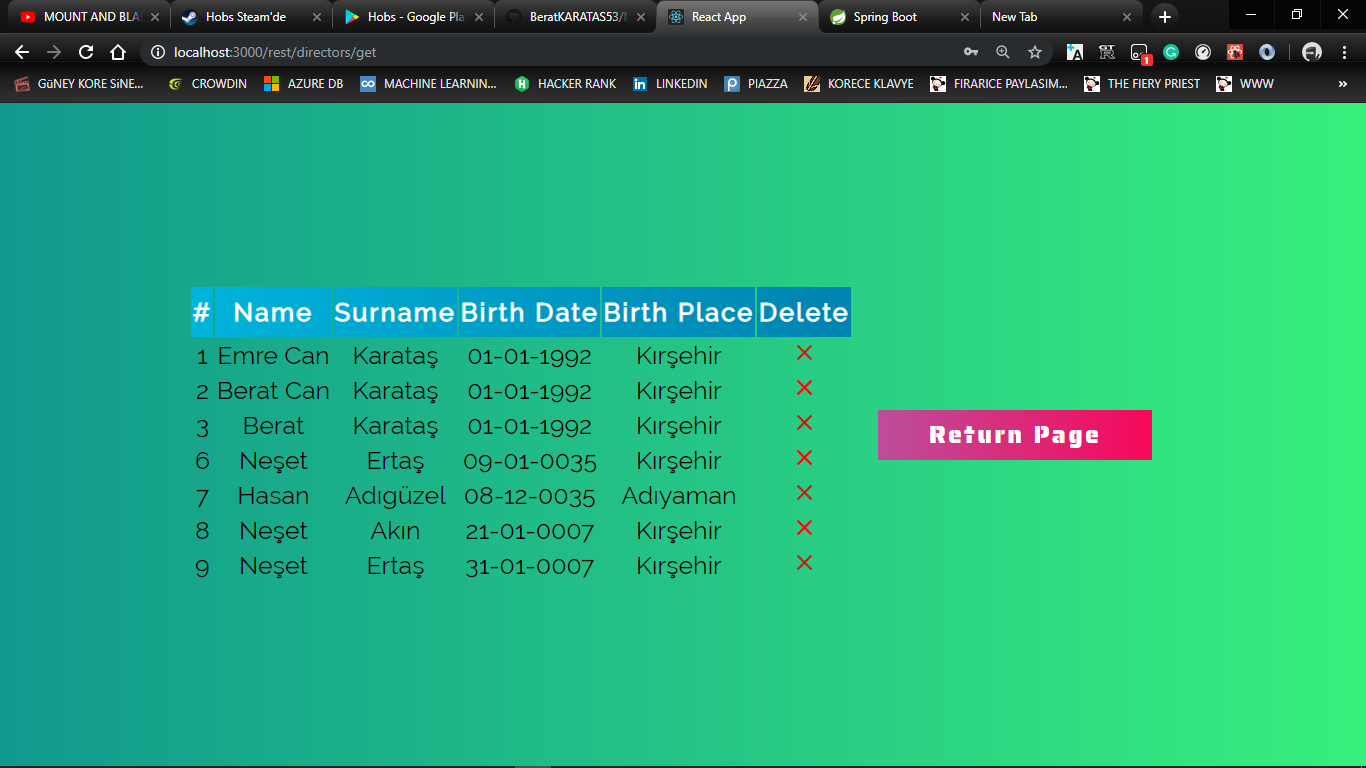 MOUNT AND BLA
Hobs Steam'de
Hobs - Google Pla
BeratKARATAS53/
React App
Spring Boot
New Tab
localhost:3000/rest/directors/get
GüNEY KORE SiNE...
CROWDIN
AZURE DB
MACHINE LEARNIN...
HACKER RANK
LINKEDIN
PIAZZA
KORECE KLAVYE
FIRARICE PAYLASIM...
THE FIERY PRIEST
WWW
»
# Name Surname Birth Date Birth Place Delete
1 Emre Can Karataş 01-01-1992 Kırşehir
2 Berat Can Karataş 01-01-1992 Kırşehir
3 Berat Karataş 01-01-1992 Kırşehir
6 Neşet Ertaş 09-01-0035 Kırşehir
7 Hasan Adıgüzel 08-12-0035 Adıyaman
8 Neşet Akın 21-01-0007 Kırşehir
9 Neşet Ertaş 31-01-0007 Kırşehir
Return Page